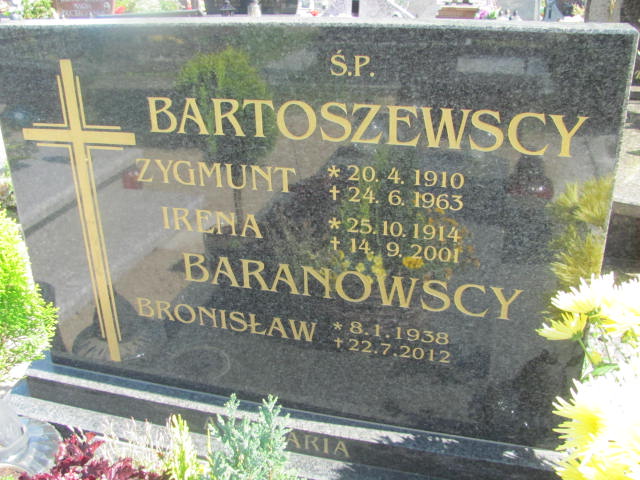 Ś.P.
BARTOSZEWSCY
ZYGMUNT * 20. 4. 1910
✝ 24. 6. 1963
IRENA * 25. 10. 1914
✝ 14. 9. 2001
BARANOWSCY
BRONISŁAW * 8. 1. 1938
✝ 22. 7. 2012